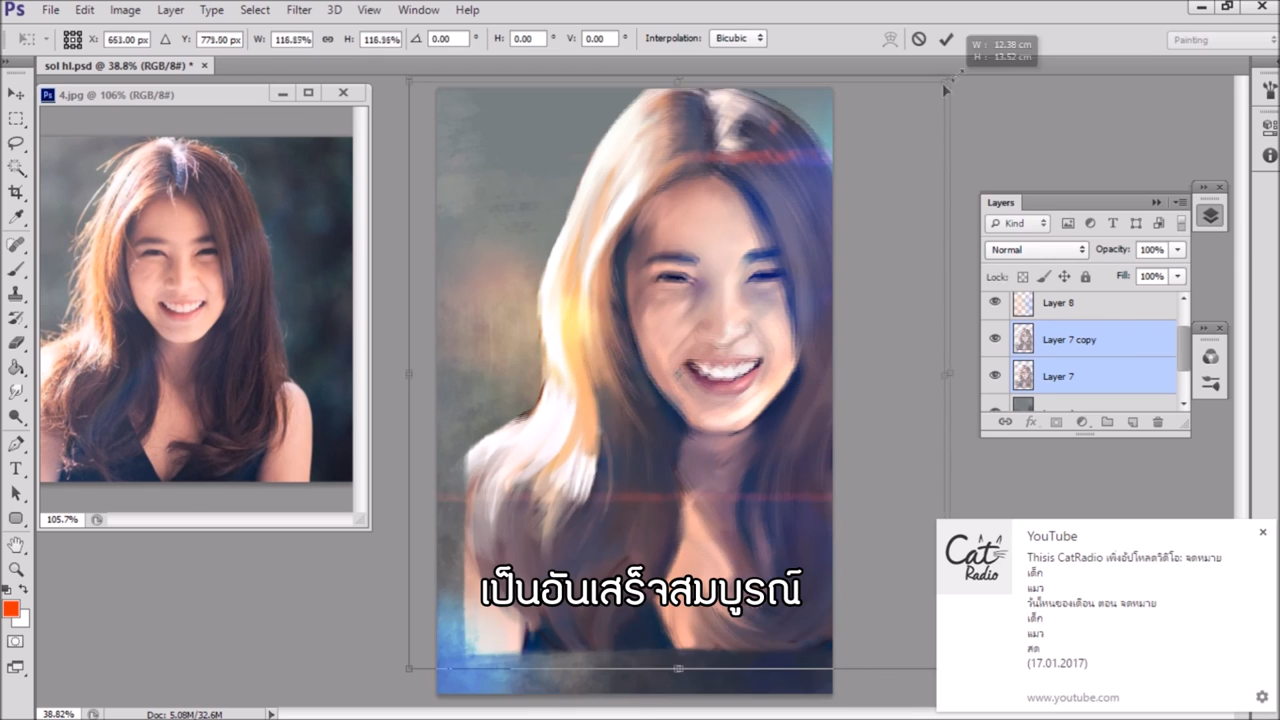 Ps File Edit Image Layer Type Select Filter 3D View Window Help
X: 653.00 px Y: 779.00 px W: 116.87% H: 116.96% 0.00 ° H: 0.00 ° V: 0.00 ° Interpolation: Bicubic Painting
W : 12.38 cm
H : 13.52 cm
sol hl.psd @ 38.8% (RGB/8#) * ×
Ps 4.jpg @ 106% (RGB/8#)
Layers
Kind
Normal Opacity: 100%
Lock: Fill: 100%
Layer 8
Layer 7 copy
Layer 7
fx
105.7%
Cat
Radio
YouTube
Thisis CatRadio เพิ่งอัปโหลดวิดีโอ: จดหมาย
เด็ก
แมว
วันไหนของเดือน ตอน จดหมาย
เด็ก
แมว
สด
(17.01.2017)
www.youtube.com
เป็นอันเสร็จสมบูรณ์
38.82% Doc: 5.08M/32.6M